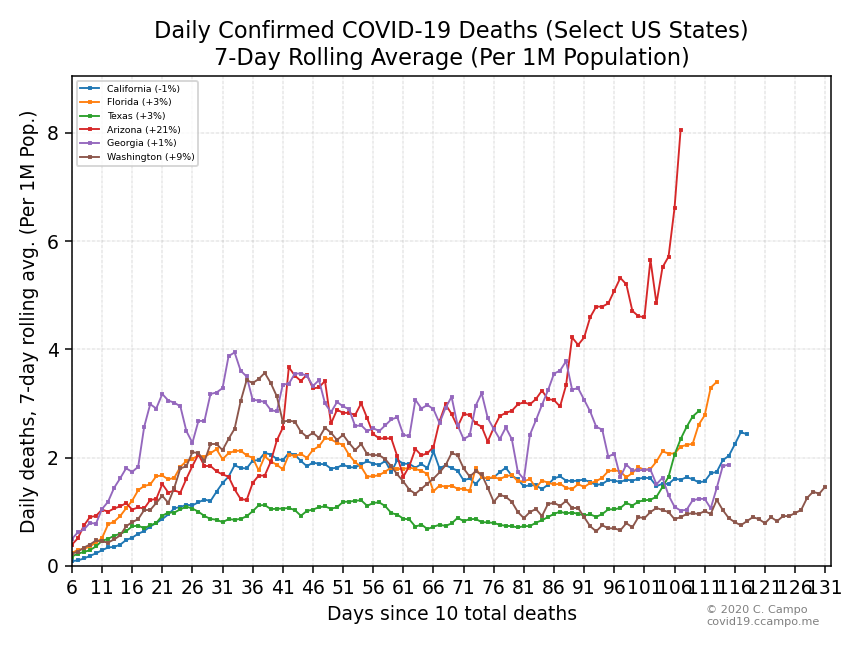 Daily Confirmed COVID-19 Deaths (Select US States)
7-Day Rolling Average (Per 1M Population)
California (-1%)
Florida (+3%)
Texas (+3%)
Arizona (+21%)
Georgia (+1%)
Washington (+9%)
Daily deaths, 7-day rolling avg. (Per 1M Pop.)
8
6
4
2
0
6 11 16 21 26 31 36 41 46 51 56 61 66 71 76 81 86 91 96 101 106 111 116 121 126 131
Days since 10 total deaths
© 2020 C. Campo
covid19.ccampo.me